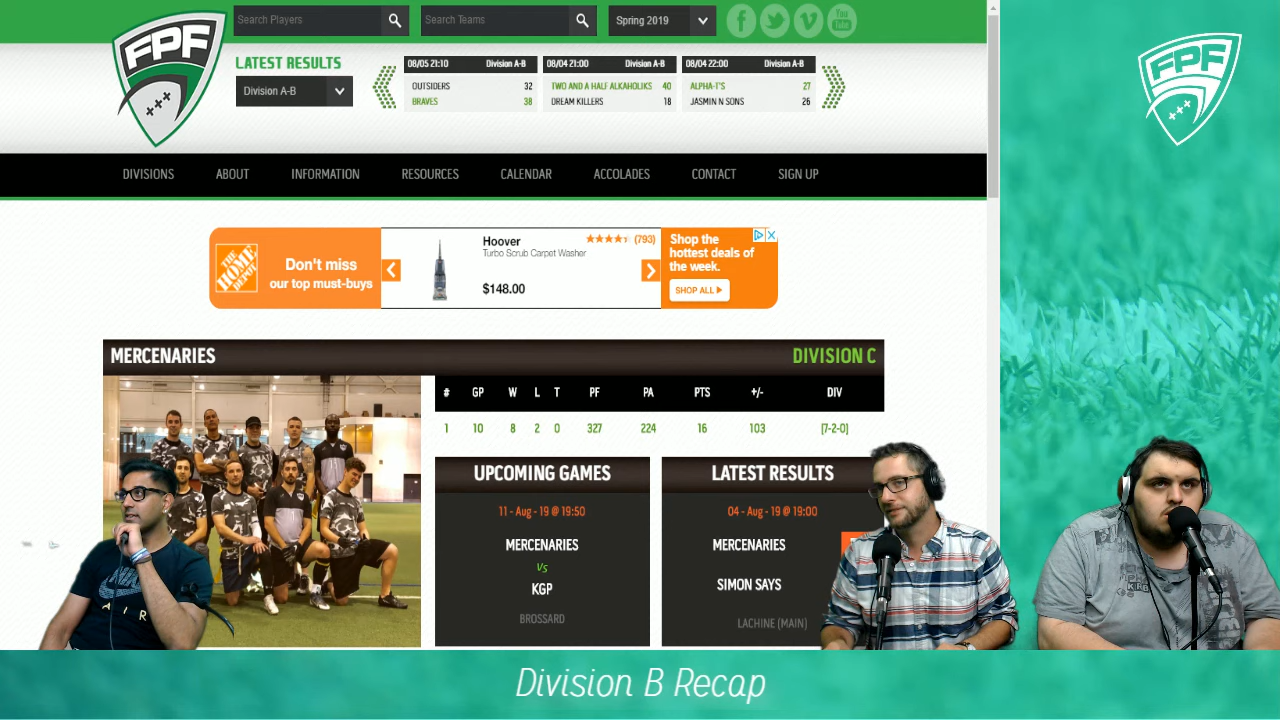 Search Players
Search Teams
Spring 2019
You
Tube
FPF
LATEST RESULTS
Division A-B
08/05 21:10 Division A-B
OUTSIDERS 32
BRAVES 38
08/04 21:00 Division A-B
TWO AND A HALF ALKAHOLIKS 40
DREAM KILLERS 18
08/04 22:00 Division A-B
ALPHA-T'S 27
JASMIN N SONS 26
FPF
DIVISIONS ABOUT INFORMATION RESOURCES CALENDAR ACCOLADES CONTACT SIGN UP
THE HOME DEPOT
Don't miss
our top must-buys
Hoover
(793)
Turbo Scrub Carpet Washer
$148.00
Shop the
hottest deals of
the week.
SHOP ALL
MERCENARIES DIVISION C
# GP W L T PF PA PTS +/- DIV
1 10 8 2 0 327 224 16 103 [7-2-0]
UPCOMING GAMES
11 - Aug - 19 @ 19:50
MERCENARIES
VS
KGP
BROSSARD
LATEST RESULTS
04 - Aug - 19 @ 19:00
MERCENARIES
SIMON SAYS
LACHINE (MAIN)
AIR
Division B Recap